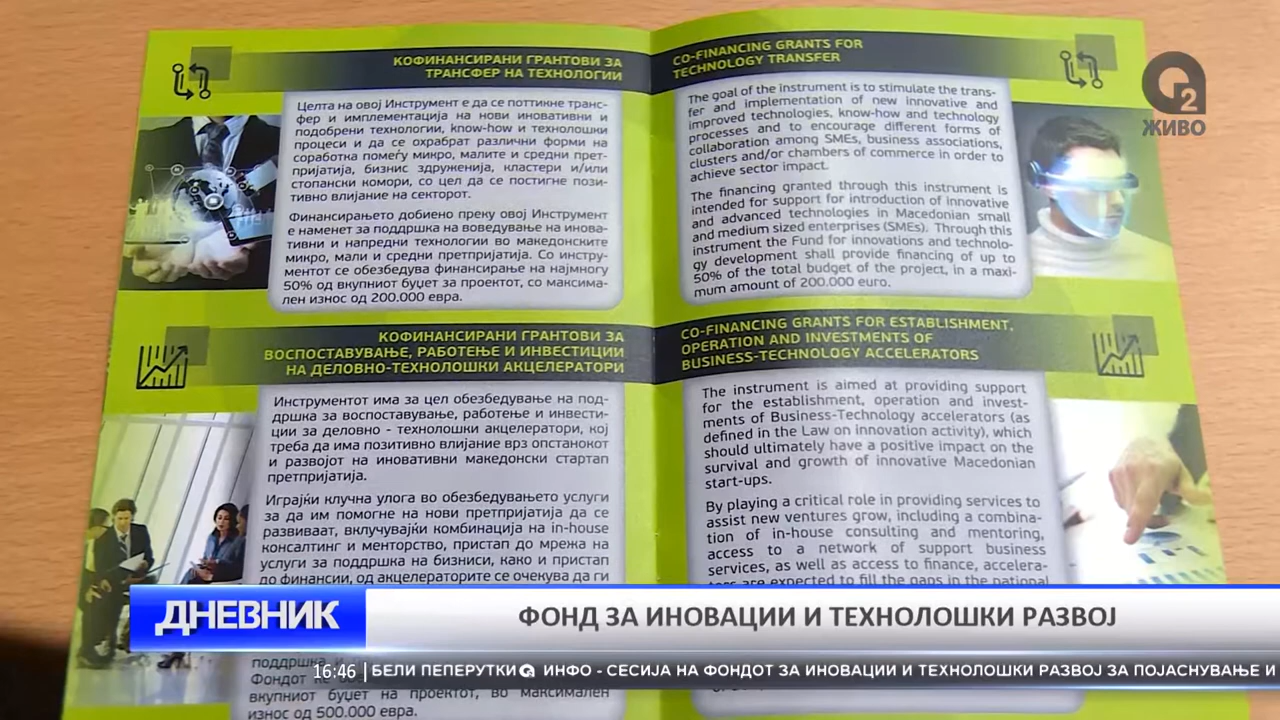 КОФИНАНСИРАНИ ГРАНТОВИ ЗА
ТРАНСФЕР НА ТЕХНОЛОГИИ
Целта на овој Инструмент е да се поттикне транс-
фер и имплементација на нови иновативни и
подобрени технологии, know-how и технолошки
процеси и да се охрабрат различни форми на
соработка помеѓу микро, малите и средни прет-
пријатија, бизнис здруженија, кластери и/или
стопански комори, со цел да се постигне пози-
тивно влијание на секторот.
Финансирањето добиено преку овој Инструмент
е наменет за поддршка на воведување на инова-
тивни и напредни технологии во македонските
микро, мали и средни претпријатија. Со инстру-
ментот се обезбедува финансирање на најмногу
50% од вкупниот буџет за проектот, со максима-
лен износ од 200.000 евра.
КОФИНАНСИРАНИ ГРАНТОВИ ЗА
ВОСПОСТАВУВАЊЕ, РАБОТЕЊЕ И ИНВЕСТИЦИИ
НА ДЕЛОВНО-ТЕХНОЛОШКИ АКЦЕЛЕРАТОРИ
Инструментот има за цел обезбедување на под-
дршка за воспоставување, работење и инвести-
ции за деловно - технолошки акцелератори, кој
треба да има позитивно влијание врз опстанокот
и развојот на иновативни македонски стартап
претпријатија.
Играјќи клучна улога во обезбедувањето услуги
за да им помогне на нови претпријатија да се
развиваат, вклучувајќи комбинација на in-house
консалтинг и менторство, пристап до мрежа на
услуги за поддршка на бизниси, како и пристап
до финансии, од акцелераторите се очекува да ги
поддршка
Фондот ќе
вкупниот буџет на проектот, во максимален
износ од 500.000 евра.
CO-FINANCING GRANTS FOR
TECHNOLOGY TRANSFER
The goal of the instrument is to stimulate the trans-
fer and implementation of new innovative and
improved technologies, know-how and technology
processes and to encourage different forms of
collaboration among SMEs, business associations,
clusters and/or chambers of commerce in order to
achieve sector impact.
The financing granted through this instrument is
intended for support for introduction of innovative
and advanced technologies in Macedonian small
and medium sized enterprises (SMEs). Through this
instrument the Fund for innovations and technolo-
gy development shall provide financing of up to
50% of the total budget of the project, in a maxi-
mum amount of 200.000 euro.
CO-FINANCING GRANTS FOR ESTABLISHMENT,
OPERATION AND INVESTMENTS OF
BUSINESS-TECHNOLOGY ACCELERATORS
The instrument is aimed at providing support
for the establishment, operation and invest-
ments of Business-Technology accelerators (as
defined in the Law on innovation activity), which
should ultimately have a positive impact on the
survival and growth of innovative Macedonian
start-ups.
By playing a critical role in providing services to
assist new ventures grow, including a combina-
tion of in-house consulting and mentoring,
access to a network of support business
services, as well as access to finance, accelera-
tors are expected to fill the gaps in the national
2
ЖИВО
ДНЕВНИК
ФОНД ЗА ИНОВАЦИИ И ТЕХНОЛОШКИ РАЗВОЈ
16:46 БЕЛИ ПЕПЕРУТКИ ИНФО - СЕСИЈА НА ФОНДОТ ЗА ИНОВАЦИИ И ТЕХНОЛОШКИ РАЗВОЈ ЗА ПОЈАСНУВАЊЕ И